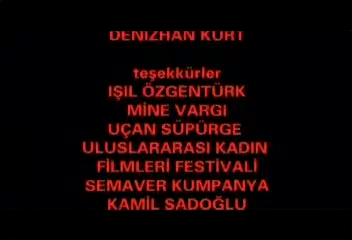 DENİZHAN KURT
teşekkürler
IŞIL ÖZGENTÜRK
MİNE VARGI
UÇAN SÜPÜRGE
ULUSLARARASI KADIN
FİLMLERİ FESTİVALİ
SEMAVER KUMPANYA
KAMİL SADOĞLU